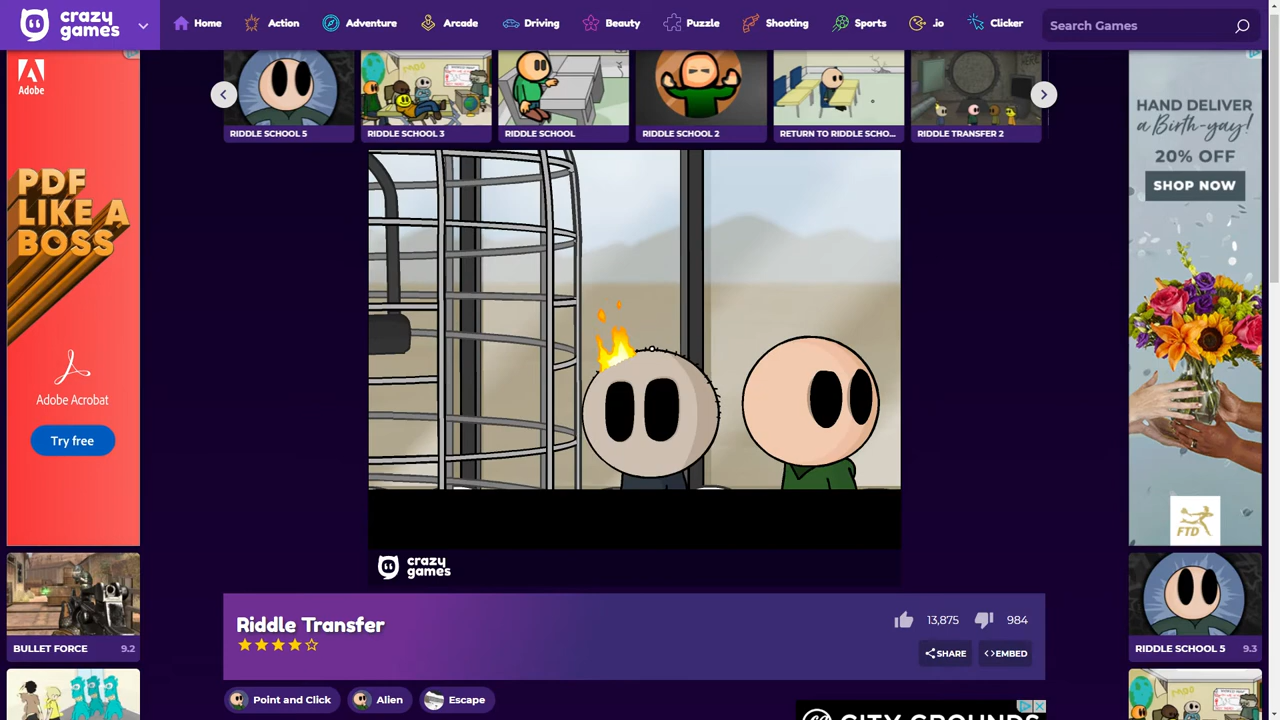 crazy
games
Home
Action
Adventure
Arcade
Driving
Beauty
Puzzle
Shooting
Sports
.io
Clicker
Search Games
RIDDLE SCHOOL 5
RIDDLE SCHOOL 3
RIDDLE SCHOOL
RIDDLE SCHOOL 2
RETURN TO RIDDLE SCHO...
RIDDLE TRANSFER 2
Adobe
PDF
LIKE A
BOSS
Adobe Acrobat
Try free
HAND DELIVER
a Birth-yay!
20% OFF
SHOP NOW
FTD
crazy
games
Riddle Transfer
13,875
984
SHARE
EMBED
BULLET FORCE 9.2
RIDDLE SCHOOL 5 9.3
Point and Click
Alien
Escape
CITY GROUNDS